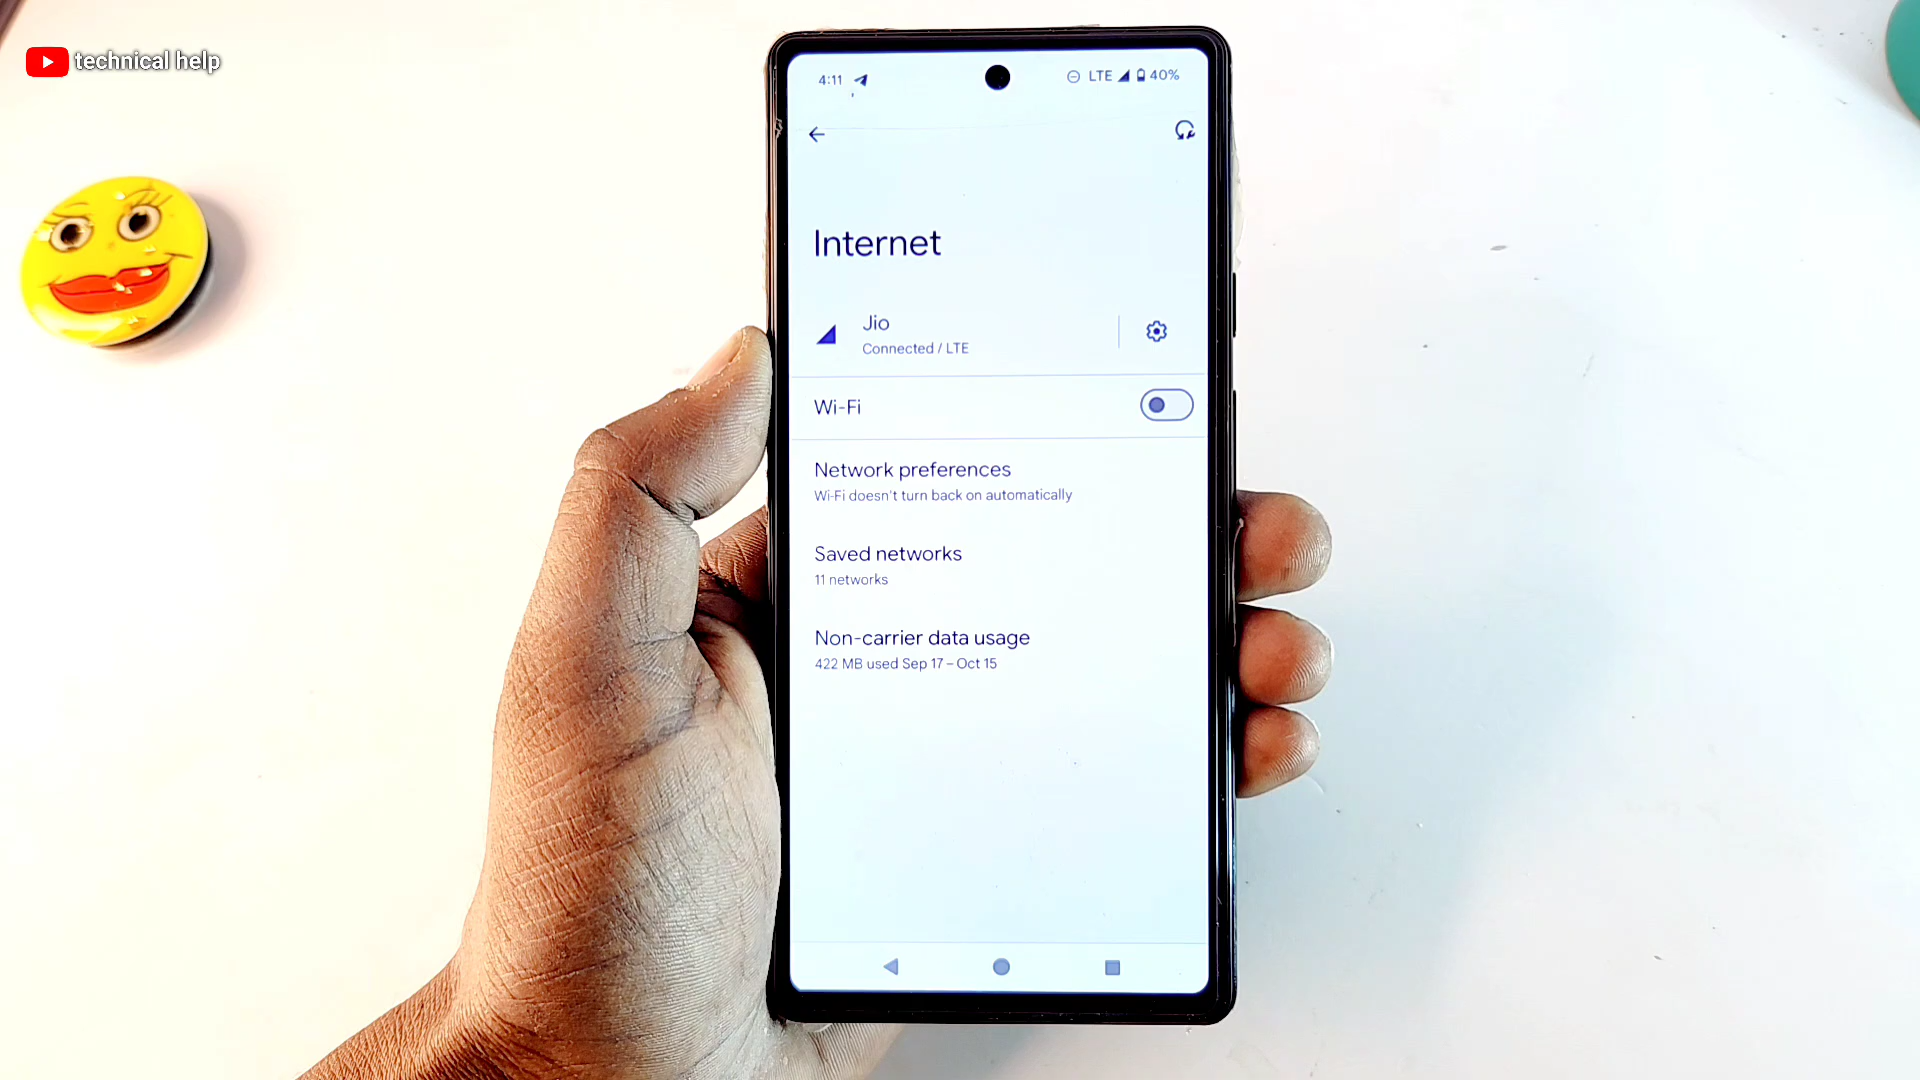 technical help
4:11
LTE 40%
Internet
Jio
Connected / LTE
Wi-Fi
Network preferences
Wi-Fi doesn't turn back on automatically
Saved networks
11 networks
Non-carrier data usage
422 MB used Sep 17 – Oct 15